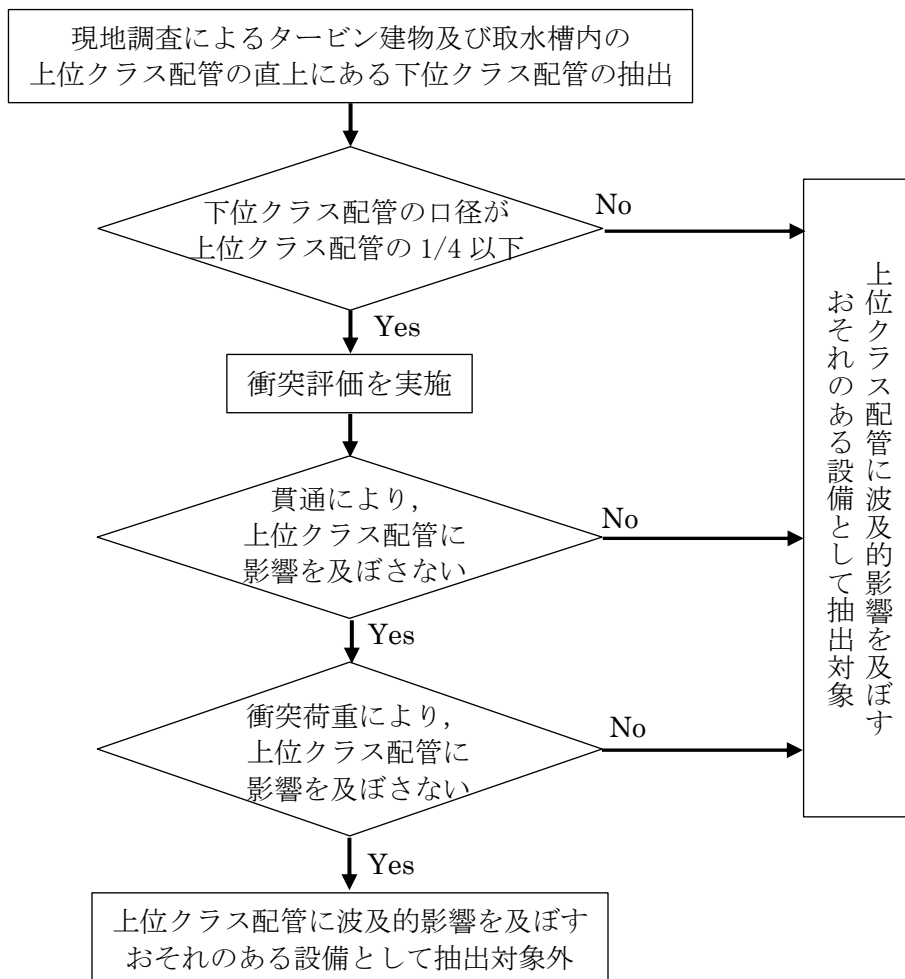 現地調査によるタービン建物及び取水槽内の
上位クラス配管の直上にある下位クラス配管の抽出
下位クラス配管の口径が
上位クラス配管の 1/4 以下
No
Yes
衝突評価を実施
貫通により,
上位クラス配管に
影響を及ぼさない
No
Yes
衝突荷重により,
上位クラス配管に
影響を及ぼさない
No
Yes
上位クラス配管に波及的影響を及ぼす
おそれのある設備として抽出対象外
上位クラス配管に波及的影響を及ぼす
おそれのある設備として抽出対象